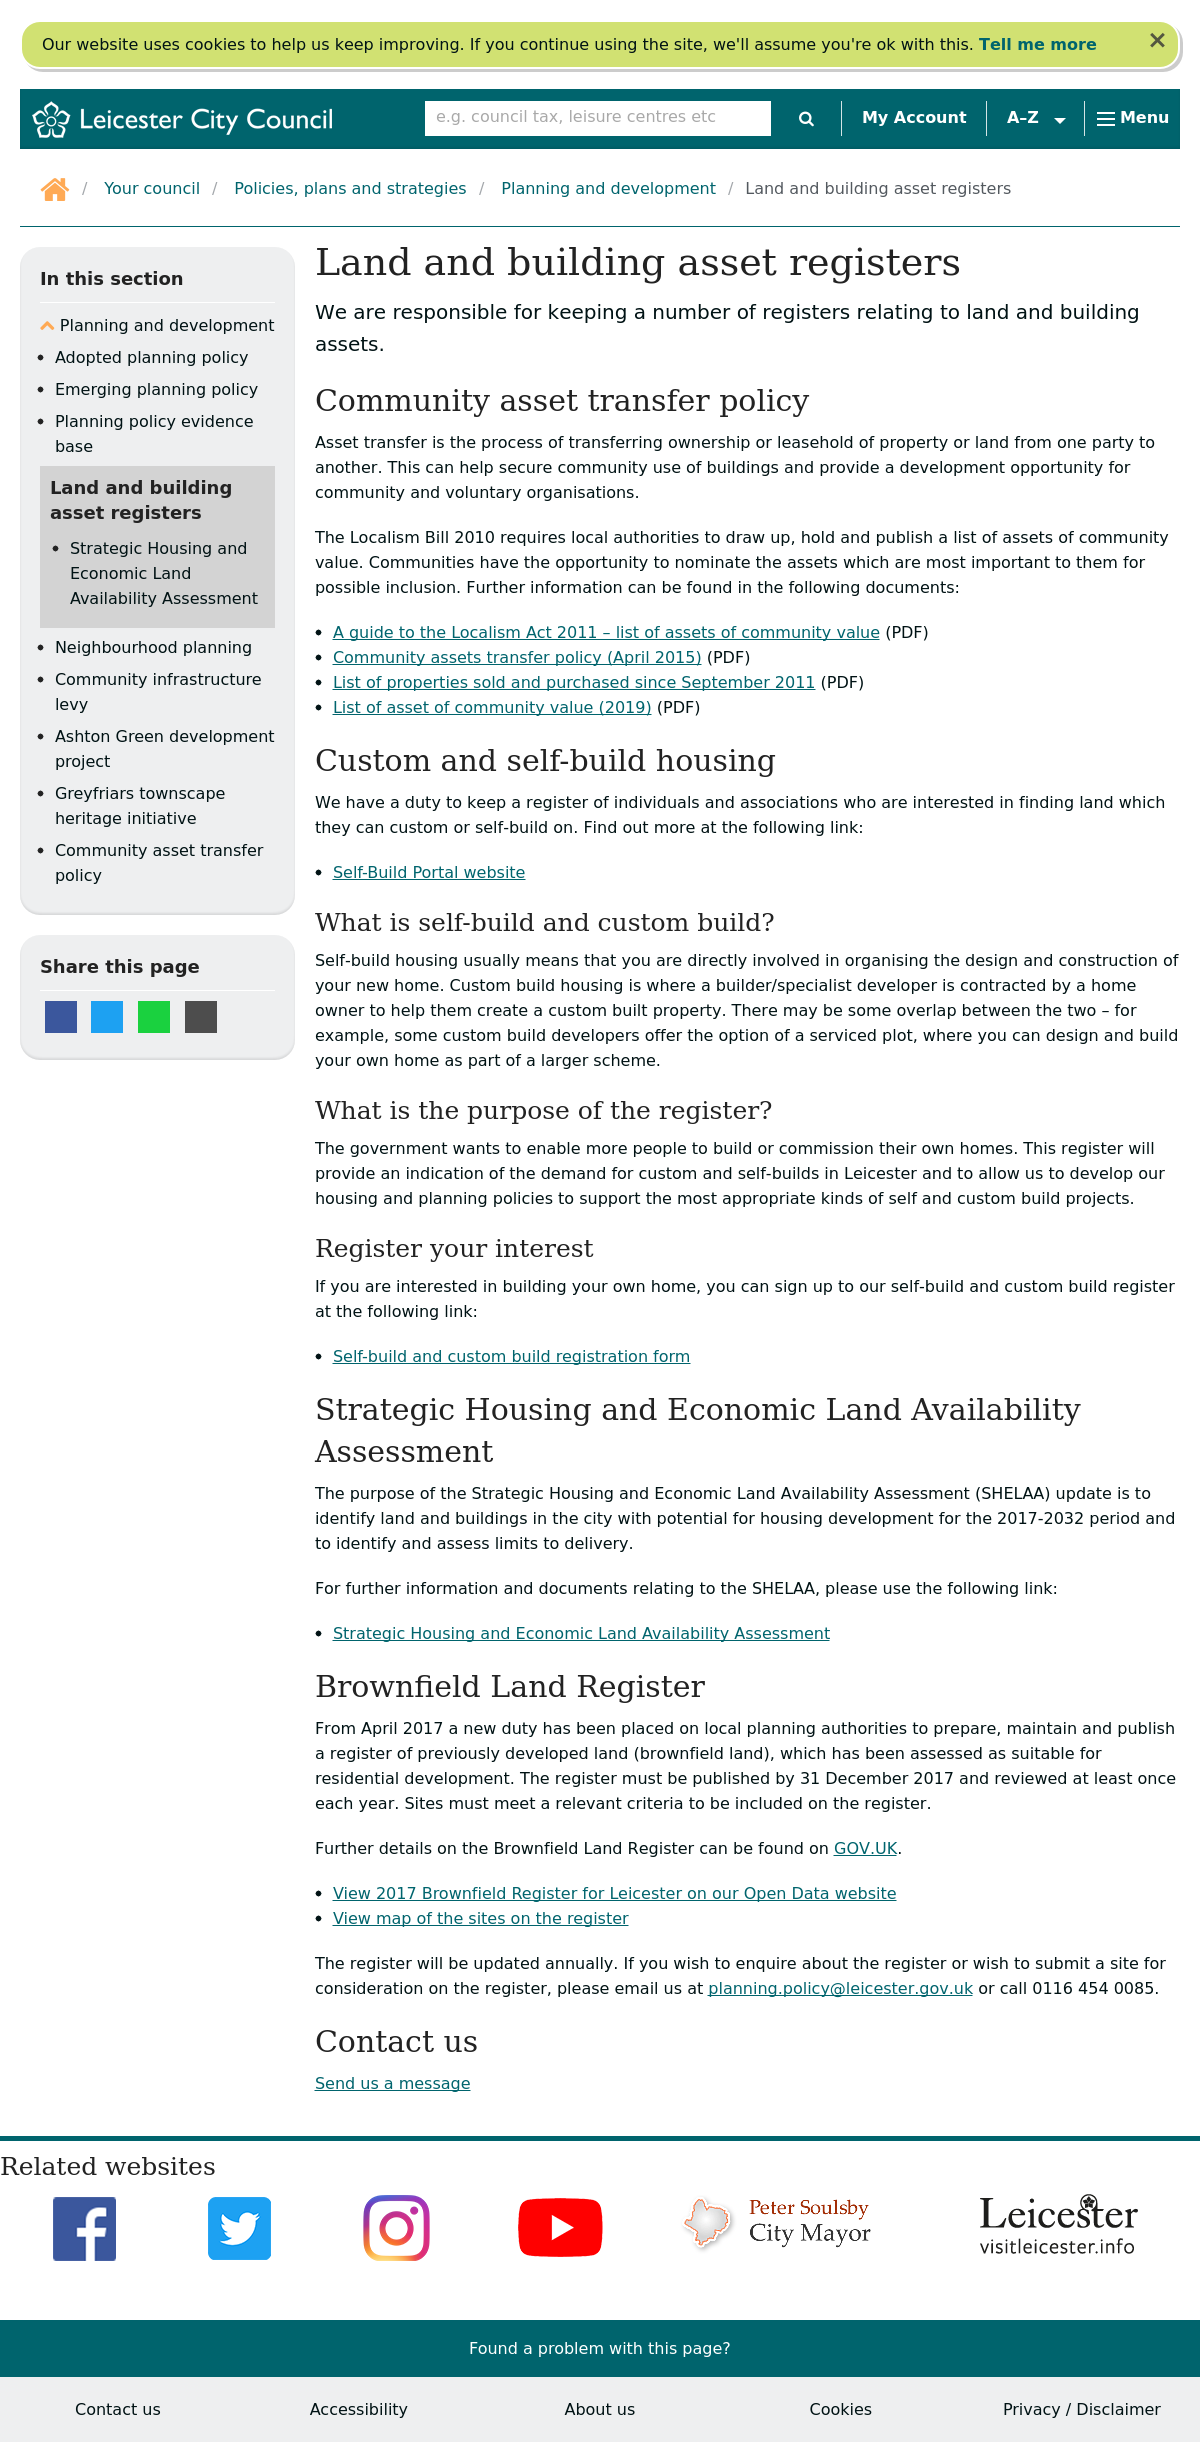 Our website uses cookies to help us keep improving. If you continue using the site, we'll assume you're ok with this. Tell me more ×
Leicester City Council
e.g. council tax, leisure centres etc
My Account
A–Z
Menu
/ Your council / Policies, plans and strategies / Planning and development / Land and building asset registers
In this section
Planning and development
• Adopted planning policy
• Emerging planning policy
• Planning policy evidence
base
Land and building
asset registers
• Strategic Housing and
Economic Land
Availability Assessment
• Neighbourhood planning
• Community infrastructure
levy
• Ashton Green development
project
• Greyfriars townscape
heritage initiative
• Community asset transfer
policy
Share this page
Land and building asset registers
We are responsible for keeping a number of registers relating to land and building
assets.
Community asset transfer policy
Asset transfer is the process of transferring ownership or leasehold of property or land from one party to
another. This can help secure community use of buildings and provide a development opportunity for
community and voluntary organisations.
The Localism Bill 2010 requires local authorities to draw up, hold and publish a list of assets of community
value. Communities have the opportunity to nominate the assets which are most important to them for
possible inclusion. Further information can be found in the following documents:
• A guide to the Localism Act 2011 – list of assets of community value (PDF)
• Community assets transfer policy (April 2015) (PDF)
• List of properties sold and purchased since September 2011 (PDF)
• List of asset of community value (2019) (PDF)
Custom and self-build housing
We have a duty to keep a register of individuals and associations who are interested in finding land which
they can custom or self-build on. Find out more at the following link:
• Self-Build Portal website
What is self-build and custom build?
Self-build housing usually means that you are directly involved in organising the design and construction of
your new home. Custom build housing is where a builder/specialist developer is contracted by a home
owner to help them create a custom built property. There may be some overlap between the two – for
example, some custom build developers offer the option of a serviced plot, where you can design and build
your own home as part of a larger scheme.
What is the purpose of the register?
The government wants to enable more people to build or commission their own homes. This register will
provide an indication of the demand for custom and self-builds in Leicester and to allow us to develop our
housing and planning policies to support the most appropriate kinds of self and custom build projects.
Register your interest
If you are interested in building your own home, you can sign up to our self-build and custom build register
at the following link:
• Self-build and custom build registration form
Strategic Housing and Economic Land Availability
Assessment
The purpose of the Strategic Housing and Economic Land Availability Assessment (SHELAA) update is to
identify land and buildings in the city with potential for housing development for the 2017-2032 period and
to identify and assess limits to delivery.
For further information and documents relating to the SHELAA, please use the following link:
• Strategic Housing and Economic Land Availability Assessment
Brownfield Land Register
From April 2017 a new duty has been placed on local planning authorities to prepare, maintain and publish
a register of previously developed land (brownfield land), which has been assessed as suitable for
residential development. The register must be published by 31 December 2017 and reviewed at least once
each year. Sites must meet a relevant criteria to be included on the register.
Further details on the Brownfield Land Register can be found on GOV.UK.
• View 2017 Brownfield Register for Leicester on our Open Data website
• View map of the sites on the register
The register will be updated annually. If you wish to enquire about the register or wish to submit a site for
consideration on the register, please email us at planning.policy@leicester.gov.uk or call 0116 454 0085.
Contact us
Send us a message
Related websites
Peter Soulsby
City Mayor
Leicester
visitleicester.info
Found a problem with this page?
Contact us
Accessibility
About us
Cookies
Privacy / Disclaimer